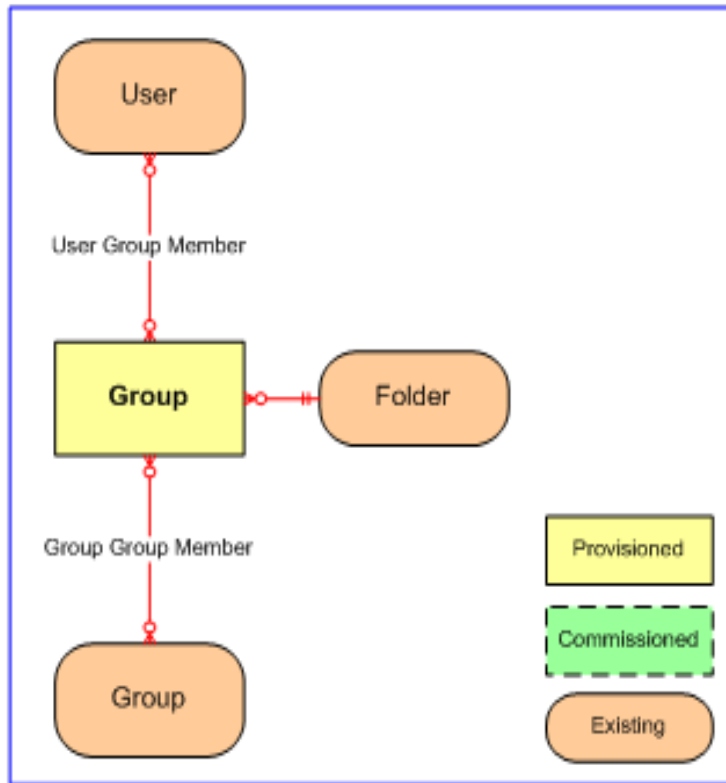 User
User Group Member
Group
Folder
Group Group Member
Group
Provisioned
Commissioned
Existing